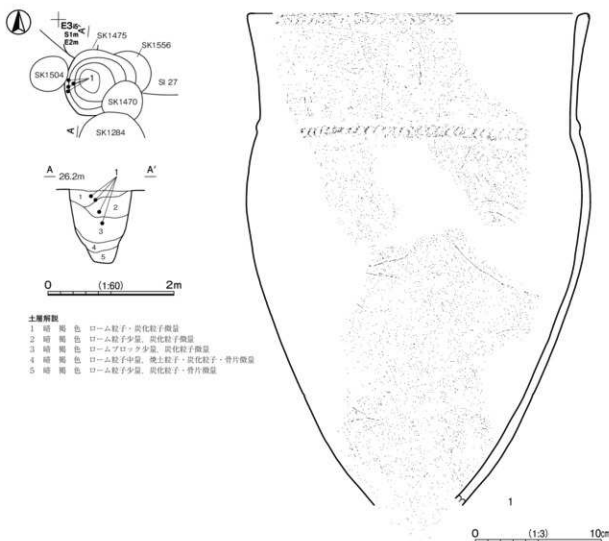 E3i5
S1m
E2m
A
SK1475
SK1556
SK1504
1
SI 27
SK1470
SK1284
A
A 26.2m
1
A′
1
2
3
4
5
0 (1:60) 2m
土層解説
1 暗褐色 ローム粒子・炭化粒子微量
2 暗褐色 ローム粒子少量，炭化粒子微量
3 暗褐色 ロームブロック少量，炭化粒子微量
4 暗褐色 ローム粒子中量，焼土粒子・炭化粒子・骨片微量
5 暗褐色 ローム粒子少量，炭化粒子・骨片微量
1
0 (1:3) 10cm